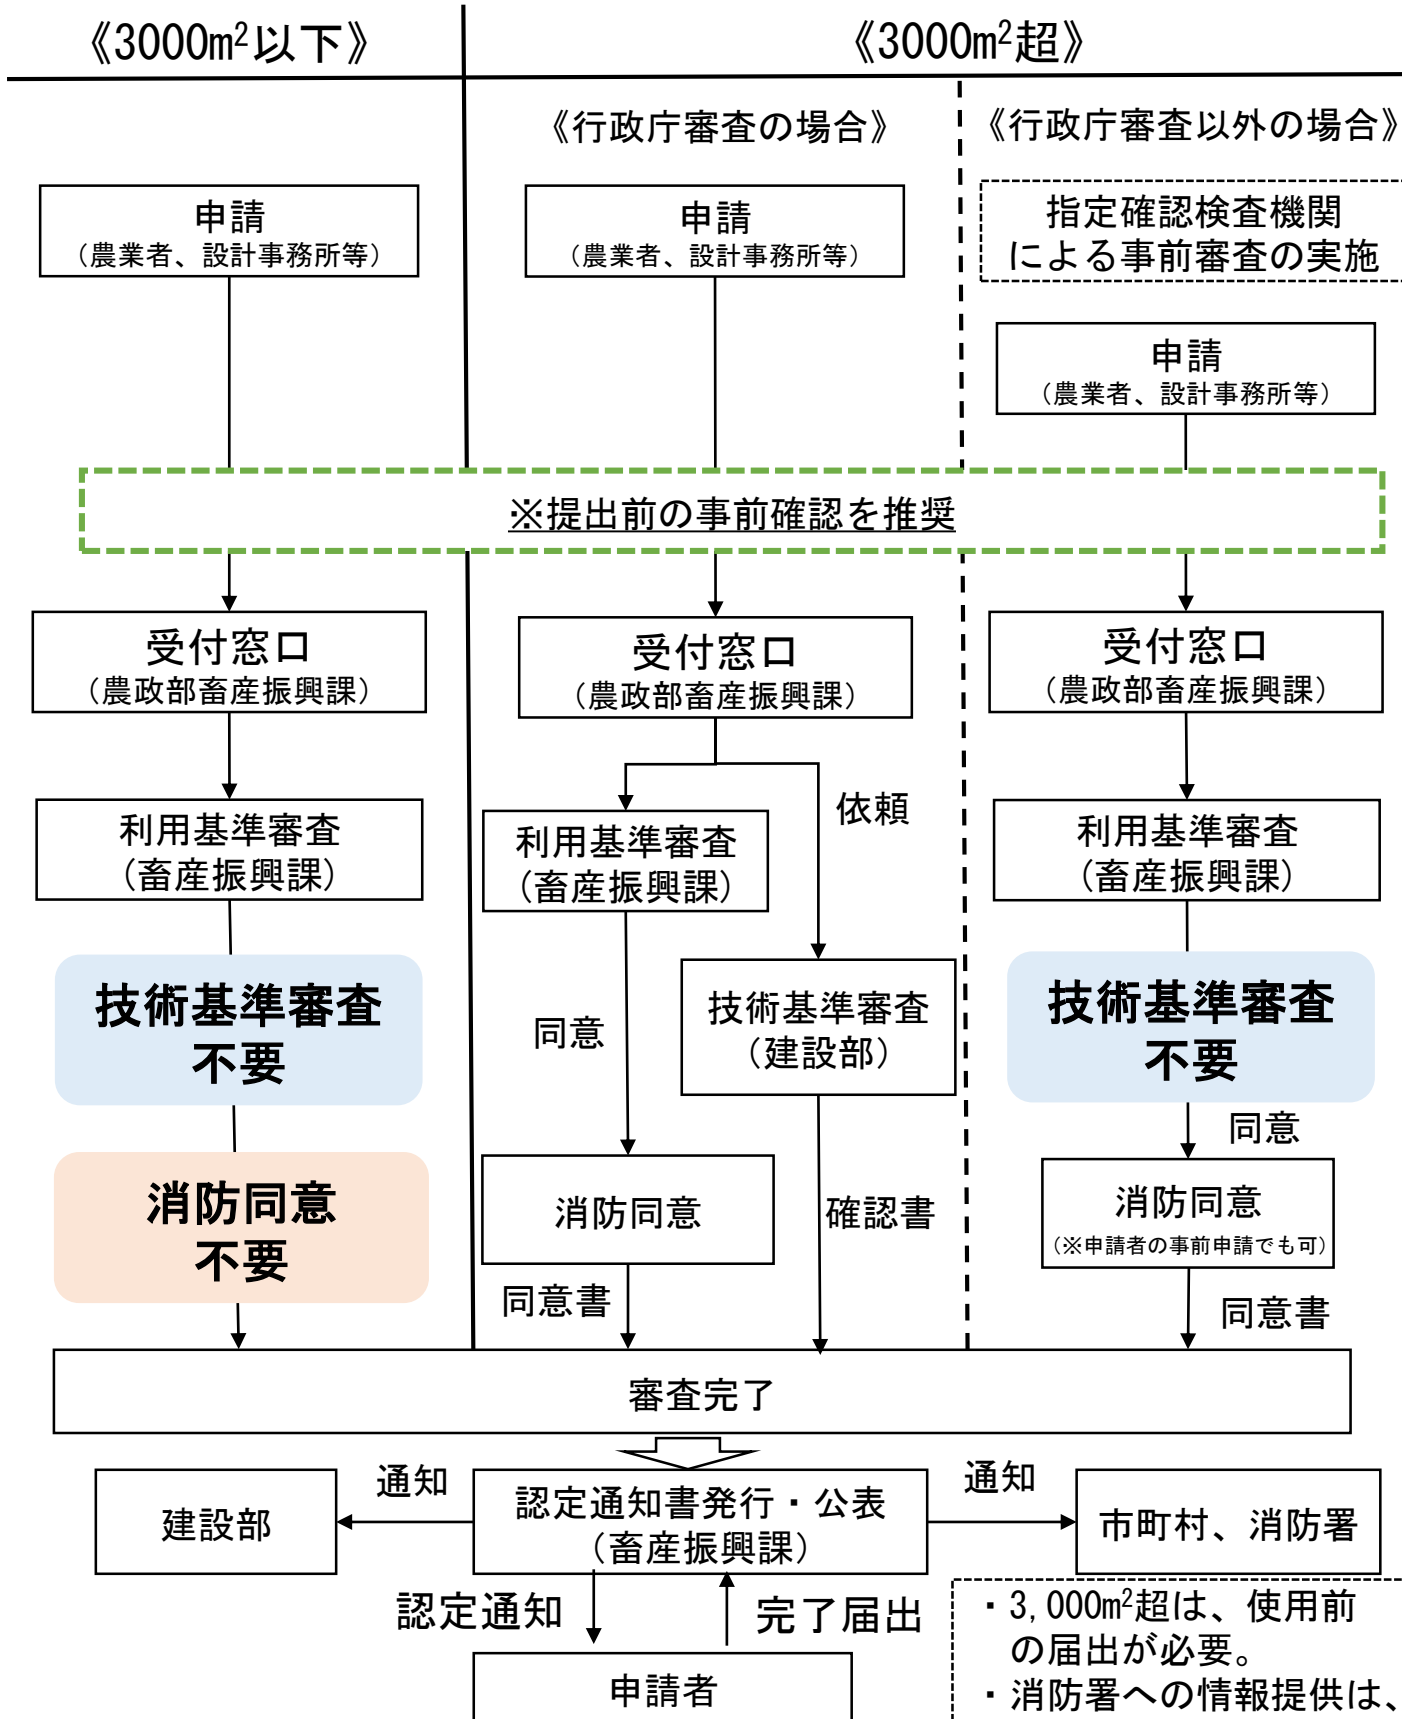 《3000m²以下》
《3000m²超》
《行政庁審査の場合》
《行政庁審査以外の場合》
申請
（農業者、設計事務所等）
申請
（農業者、設計事務所等）
指定確認検査機関
による事前審査の実施
申請
（農業者、設計事務所等）
※提出前の事前確認を推奨
受付窓口
（農政部畜産振興課）
受付窓口
（農政部畜産振興課）
受付窓口
（農政部畜産振興課）
利用基準審査
（畜産振興課）
利用基準審査
（畜産振興課）
依頼
利用基準審査
（畜産振興課）
技術基準審査
不要
同意
技術基準審査
（建設部）
技術基準審査
不要
同意
消防同意
不要
消防同意
確認書
消防同意
（※申請者の事前申請でも可）
同意書
同意書
審査完了
建設部
通知
認定通知書発行・公表
（畜産振興課）
通知
市町村、消防署
認定通知
完了届出
申請者
・3,000m²超は、使用前
の届出が必要。
・消防署への情報提供は、